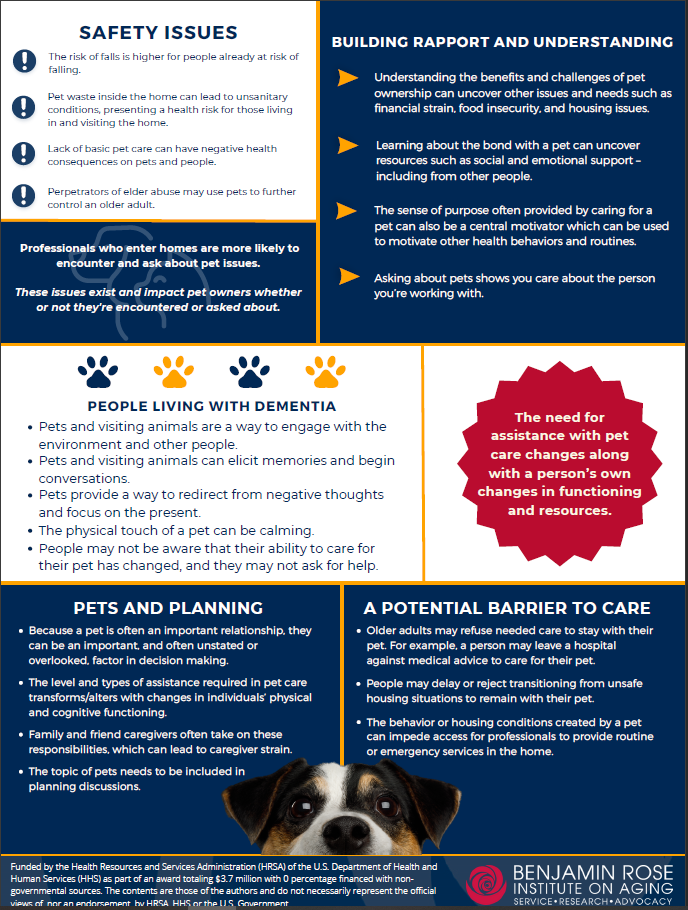 SAFETY ISSUES
The risk of falls is higher for people already at risk of
falling.
Pet waste inside the home can lead to unsanitary
conditions, presenting a health risk for those living
in and visiting the home.
Lack of basic pet care can have negative health
consequences on pets and people.
Perpetrators of elder abuse may use pets to further
control an older adult.
Professionals who enter homes are more likely to
encounter and ask about pet issues.
These issues exist and impact pet owners whether
or not they're encountered or asked about.
BUILDING RAPPORT AND UNDERSTANDING
Understanding the benefits and challenges of pet
ownership can uncover other issues and needs such as
financial strain, food insecurity, and housing issues.
Learning about the bond with a pet can uncover
resources such as social and emotional support –
including from other people.
The sense of purpose often provided by caring for a
pet can also be a central motivator which can be used
to motivate other health behaviors and routines.
Asking about pets shows you care about the person
you're working with.
PEOPLE LIVING WITH DEMENTIA
• Pets and visiting animals are a way to engage with the
environment and other people.
• Pets and visiting animals can elicit memories and begin
conversations.
• Pets provide a way to redirect from negative thoughts
and focus on the present.
• The physical touch of a pet can be calming.
• People may not be aware that their ability to care for
their pet has changed, and they may not ask for help.
The need for
assistance with pet
care changes along
with a person's own
changes in functioning
and resources.
PETS AND PLANNING
• Because a pet is often an important relationship, they
can be an important, and often unstated or
overlooked, factor in decision making.
• The level and types of assistance required in pet care
transforms/alters with changes in individuals' physical
and cognitive functioning.
• Family and friend caregivers often take on these
responsibilities, which can lead to caregiver strain.
• The topic of pets needs to be included in
planning discussions.
A POTENTIAL BARRIER TO CARE
• Older adults may refuse needed care to stay with their
pet. For example, a person may leave a hospital
against medical advice to care for their pet.
• People may delay or reject transitioning from unsafe
housing situations to remain with their pet.
• The behavior or housing conditions created by a pet
can impede access for professionals to provide routine
or emergency services in the home.
Funded by the Health Resources and Services Administration (HRSA) of the U.S. Department of Health and
Human Services (HHS) as part of an award totaling $3.7 million with 0 percentage financed with non-
governmental sources. The contents are those of the authors and do not necessarily represent the official
views of, nor an endorsement, by HRSA, HHS or the U.S. Government.
BENJAMIN ROSE
INSTITUTE ON AGING
SERVICE•RESEARCH•ADVOCACY